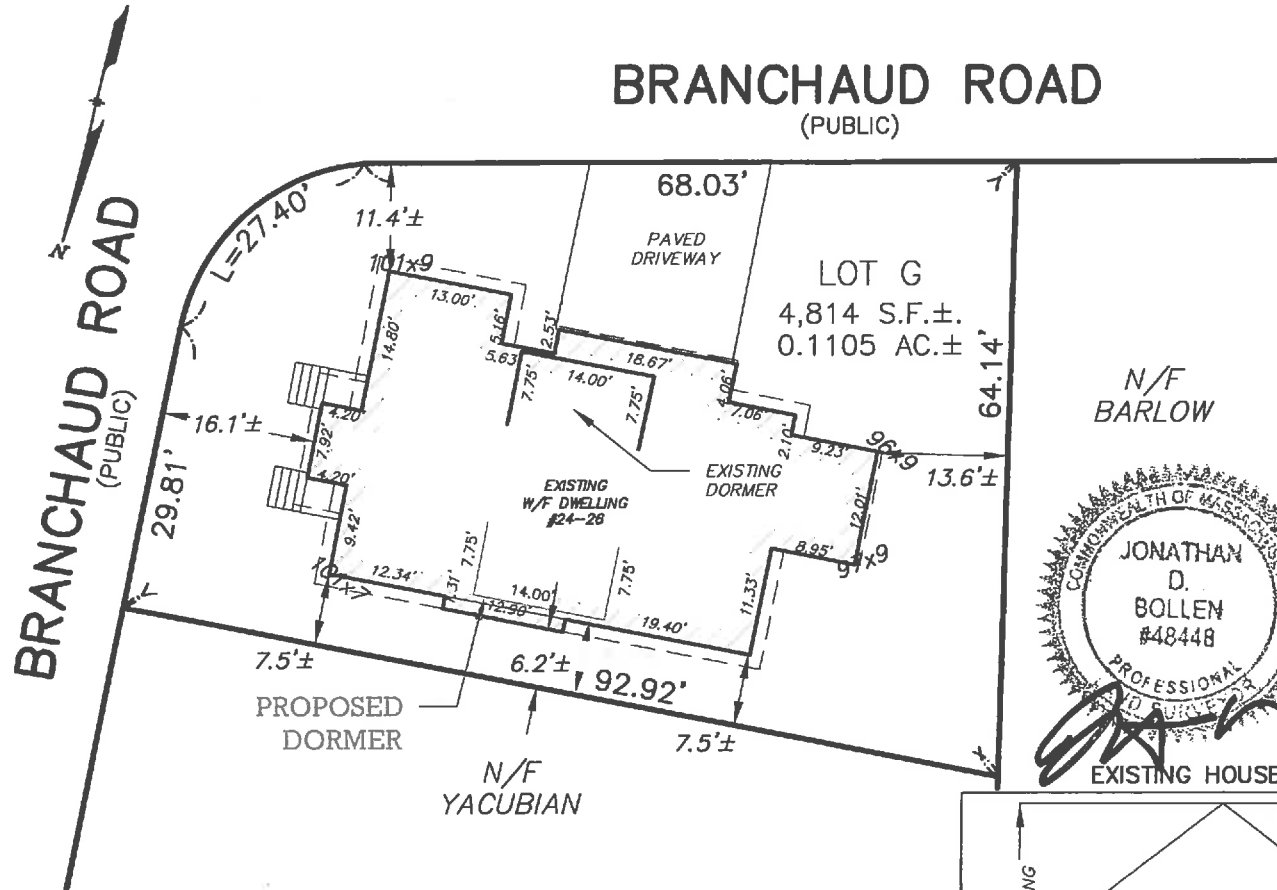 BRANCHAUD ROAD
(PUBLIC)
N
BRANCHAUD ROAD
(PUBLIC)
L=27.40'
68.03'
11.4'±
PAVED
DRIVEWAY
LOT G
4,814 S.F.±.
0.1105 AC.±
64.14'
N/F
BARLOW
101x9
13.00'
5.16'
2.53'
5.63
14.80'
18.67'
14.00'
7.75'
7.75'
4.06'
7.06
2.10'
9.23'
96x9
13.6'±
4.20'
16.1'±
7.92'
4.20'
29.81'
EXISTING
DORMER
EXISTING
W/F DWELLING
#24-26
12.01'
8.95'
97x9
9.42'
7.75'
7.75'
12.34'
7.31'
14.00'
12.90'
11.33'
19.40'
7.5'±
6.2'±
92.92'
7.5'±
PROPOSED
DORMER
N/F
YACUBIAN
COMMONWEALTH OF MASSACHUSETTS
JONATHAN
D.
BOLLEN
#48448
PROFESSIONAL
EXISTING HOUSE
NG